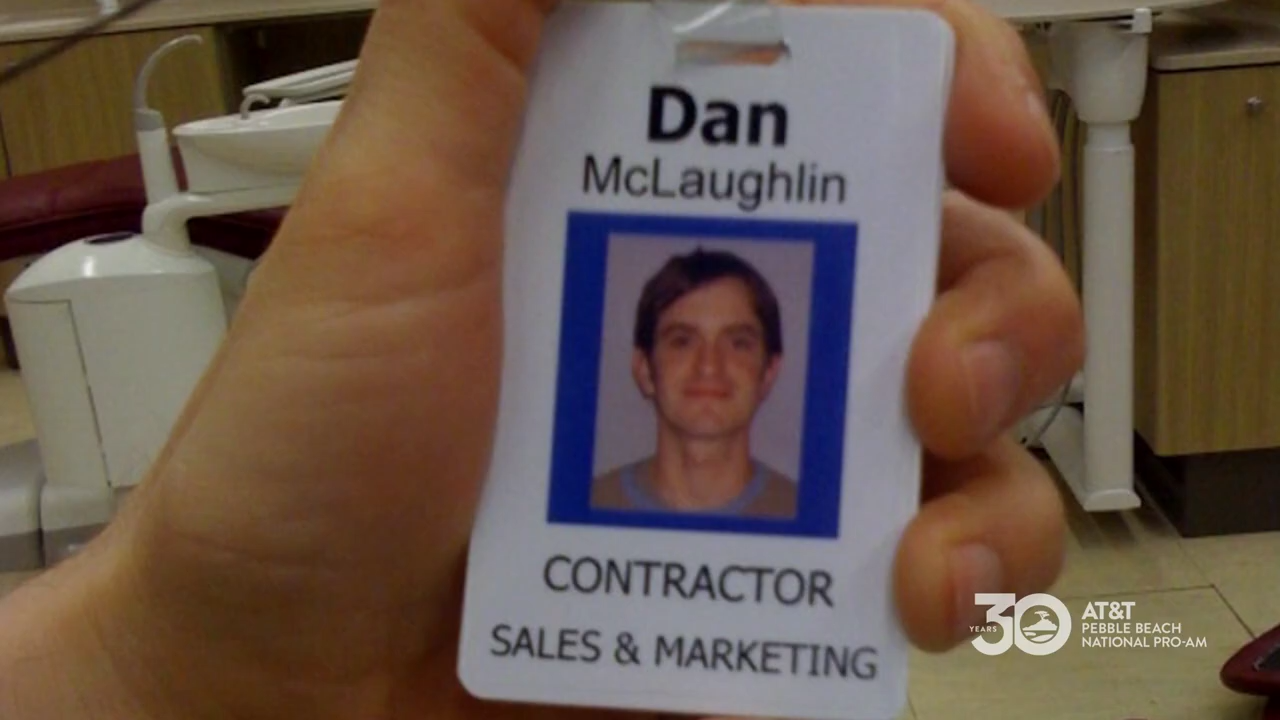 Dan
McLaughlin
CONTRACTOR
SALES & MARKETING
30 YEARS
AT&T
PEBBLE BEACH
NATIONAL PRO-AM